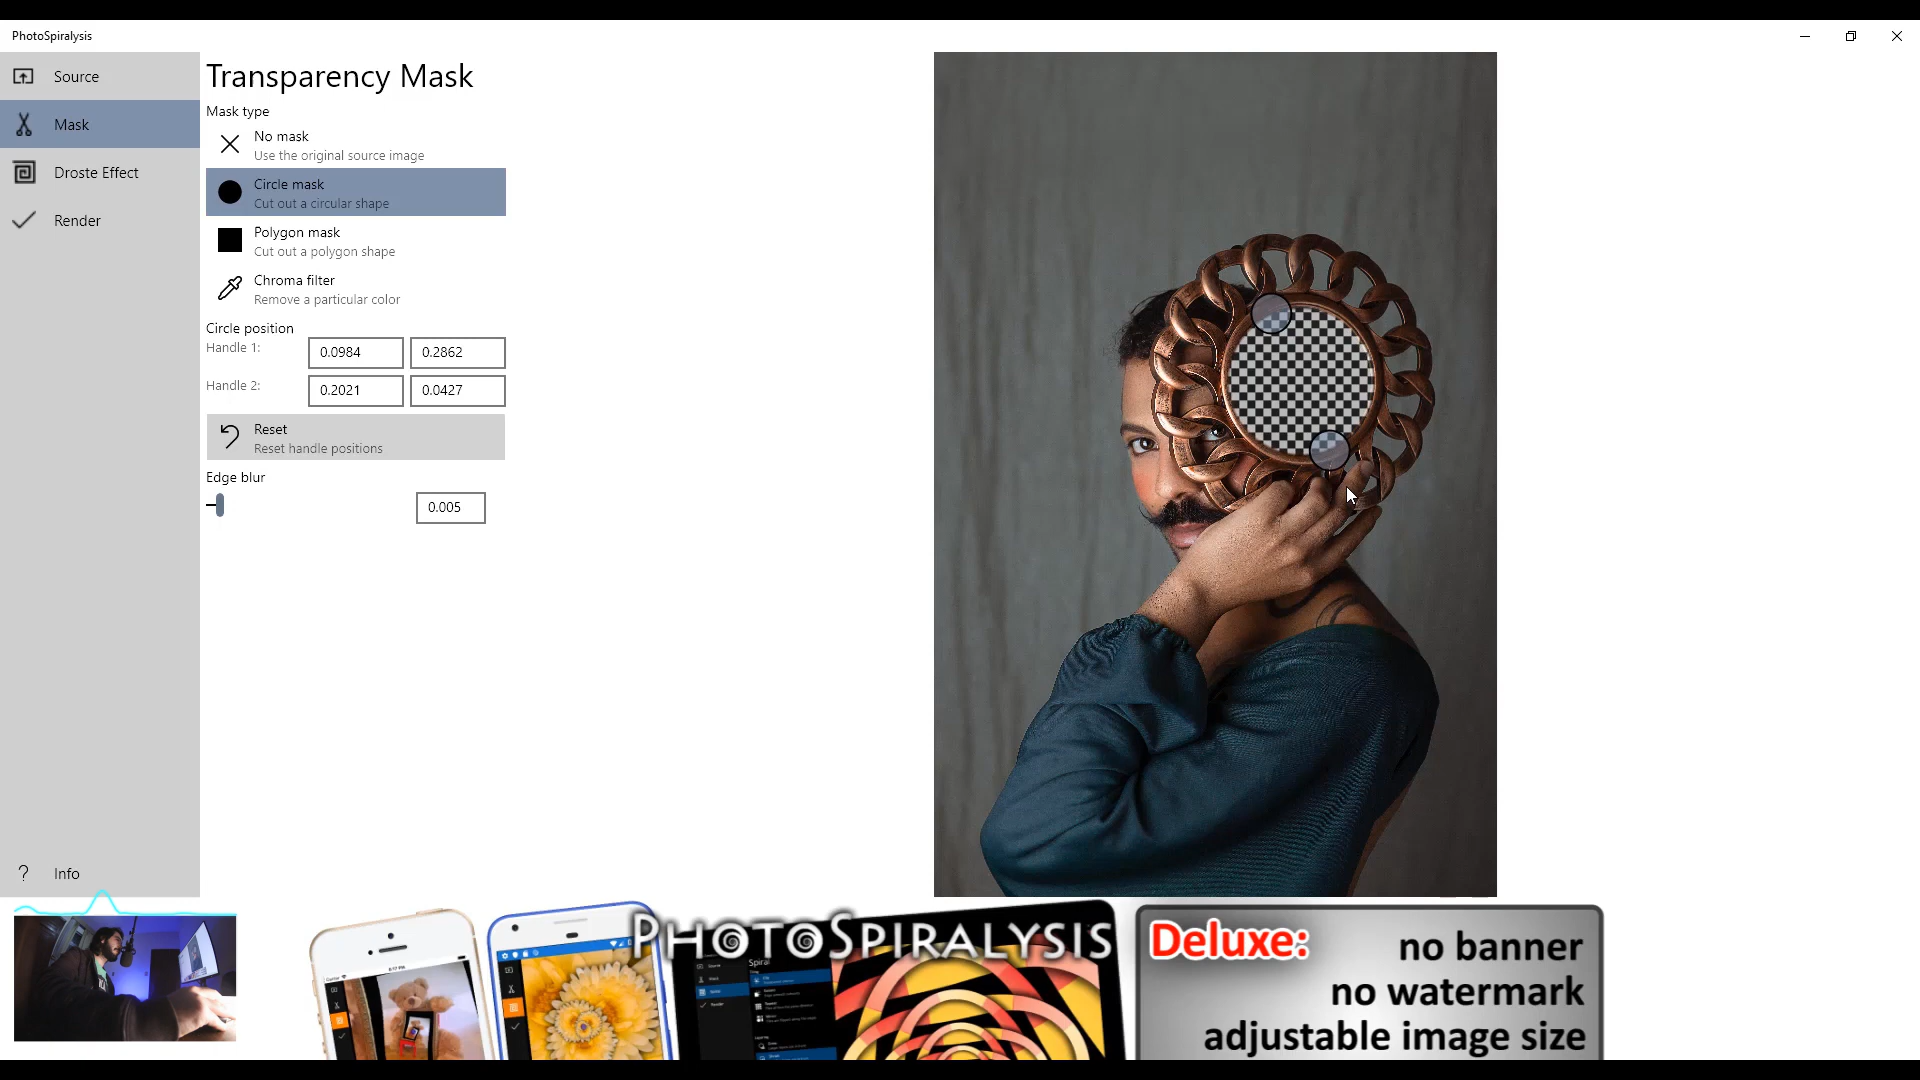 PhotoSpiralysis
Source
Mask
Droste Effect
Render
Info
Transparency Mask
Mask type
No mask
Use the original source image
Circle mask
Cut out a circular shape
Polygon mask
Cut out a polygon shape
Chroma filter
Remove a particular color
Circle position
Handle 1:
0.0984
0.2862
Handle 2:
0.2021
0.0427
Reset
Reset handle positions
Edge blur
0.005
PHOTOSPIRALYSIS
Spiral
Deluxe:
no banner
no watermark
adjustable image size